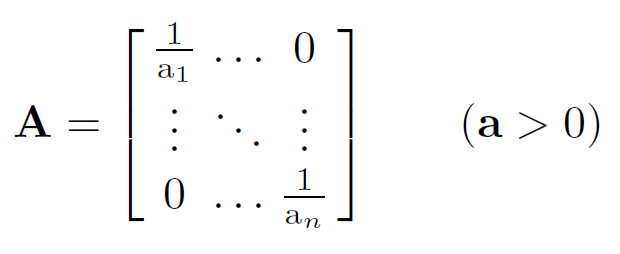 A = [ 1/a₁ … 0
⋮ ⋱ ⋮
0 … 1/aₙ ] (a > 0)